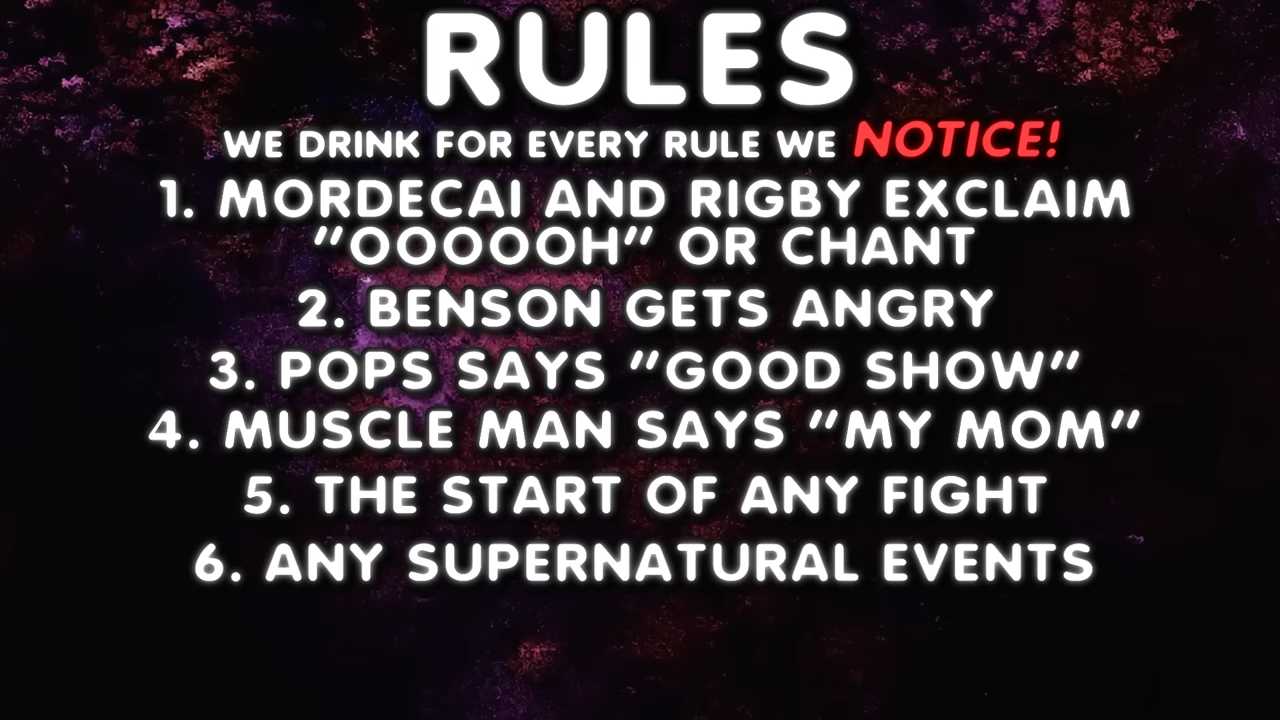 RULES
WE DRINK FOR EVERY RULE WE NOTICE!
1. MORDECAI AND RIGBY EXCLAIM
"OOOOOH" OR CHANT
2. BENSON GETS ANGRY
3. POPS SAYS "GOOD SHOW"
4. MUSCLE MAN SAYS "MY MOM"
5. THE START OF ANY FIGHT
6. ANY SUPERNATURAL EVENTS